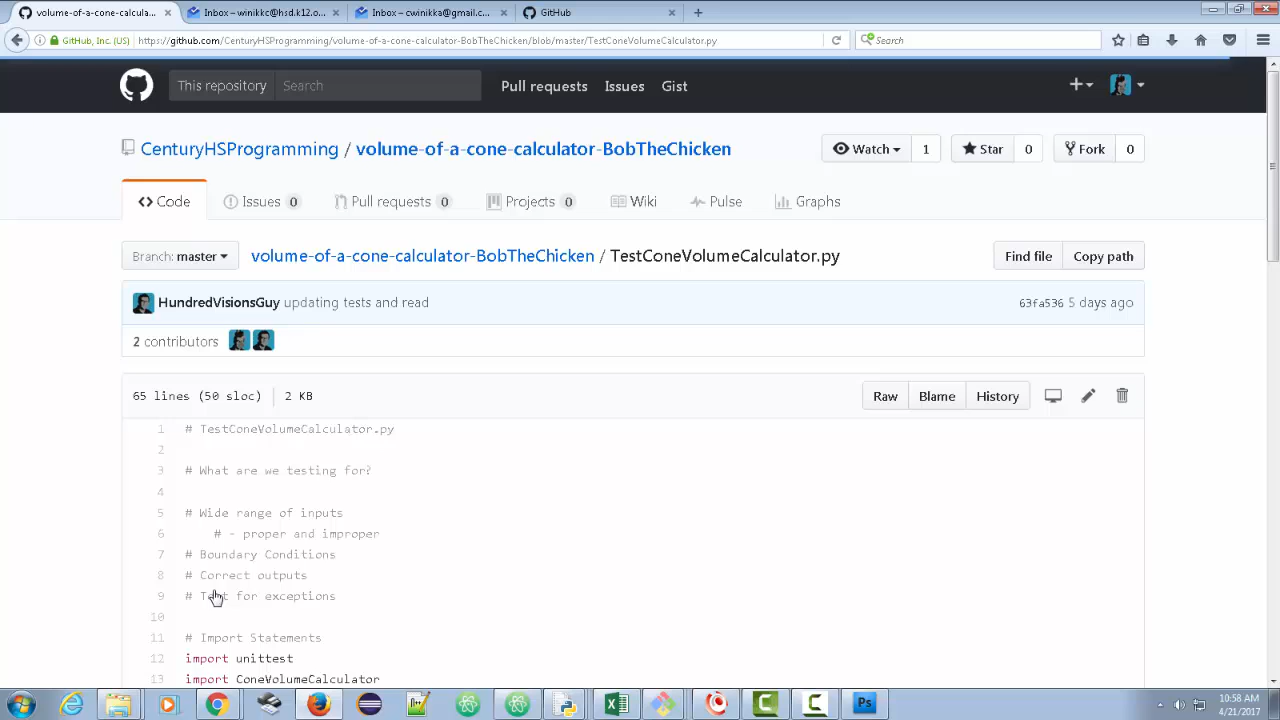 volume-of-a-cone-calcula... × Inbox – winikkc@hsd.k12.o... × Inbox – cwinikka@gmail.c... × GitHub × +
GitHub, Inc. (US) https://github.com/CenturyHSProgramming/volume-of-a-cone-calculator-BobTheChicken/blob/master/TestConeVolumeCalculator.py Search
This repository Search Pull requests Issues Gist
CenturyHSProgramming / volume-of-a-cone-calculator-BobTheChicken Watch 1 Star 0 Fork 0
Code Issues 0 Pull requests 0 Projects 0 Wiki Pulse Graphs
Branch: master volume-of-a-cone-calculator-BobTheChicken / TestConeVolumeCalculator.py Find file Copy path
HundredVisionsGuy updating tests and read 63fa536 5 days ago
2 contributors
65 lines (50 sloc) 2 KB Raw Blame History
1 # TestConeVolumeCalculator.py
2
3 # What are we testing for?
4
5 # Wide range of inputs
6 # - proper and improper
7 # Boundary Conditions
8 # Correct outputs
9 # Test for exceptions
10
11 # Import Statements
12 import unittest
13 import ConeVolumeCalculator
10:58 AM
4/21/2017